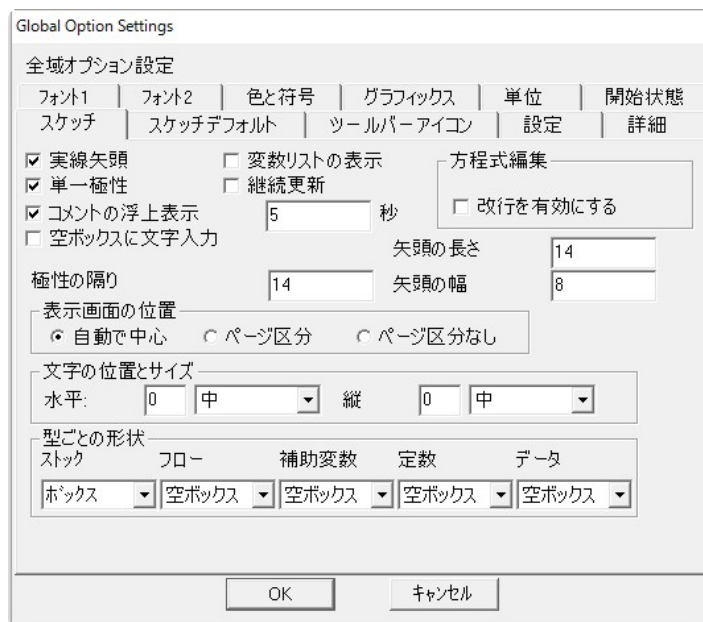 Global Option Settings
全域オプション設定
フォント1 フォント2 色と符号 グラフィックス 単位 開始状態
スケッチ スケッチデフォルト ツールバーアイコン 設定 詳細
実線矢頭 変数リストの表示 方程式編集
単一極性 継続更新
コメントの浮上表示 5 秒 改行を有効にする
空ボックスに文字入力
矢頭の長さ 14
極性の隔り 14 矢頭の幅 8
表示画面の位置
自動で中心 ページ区分 ページ区分なし
文字の位置とサイズ
水平: 0 中 縦 0 中
型ごとの形状
ストック フロー 補助変数 定数 データ
ボックス 空ボックス 空ボックス 空ボックス 空ボックス
OK キャンセル